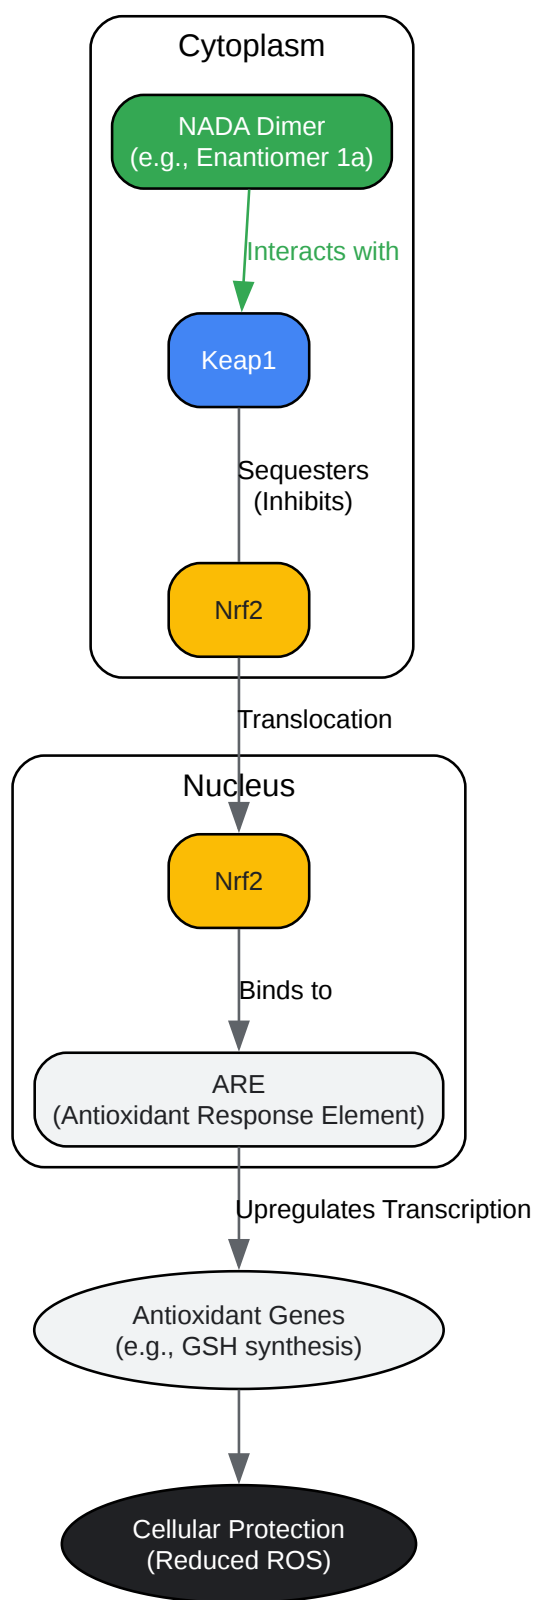 Cytoplasm
NADA Dimer
(e.g., Enantiomer 1a)
Interacts with
Keap1
Sequesters
(Inhibits)
Nrf2
Translocation
Nucleus
Nrf2
Binds to
ARE
(Antioxidant Response Element)
Upregulates Transcription
Antioxidant Genes
(e.g., GSH synthesis)
Cellular Protection
(Reduced ROS)